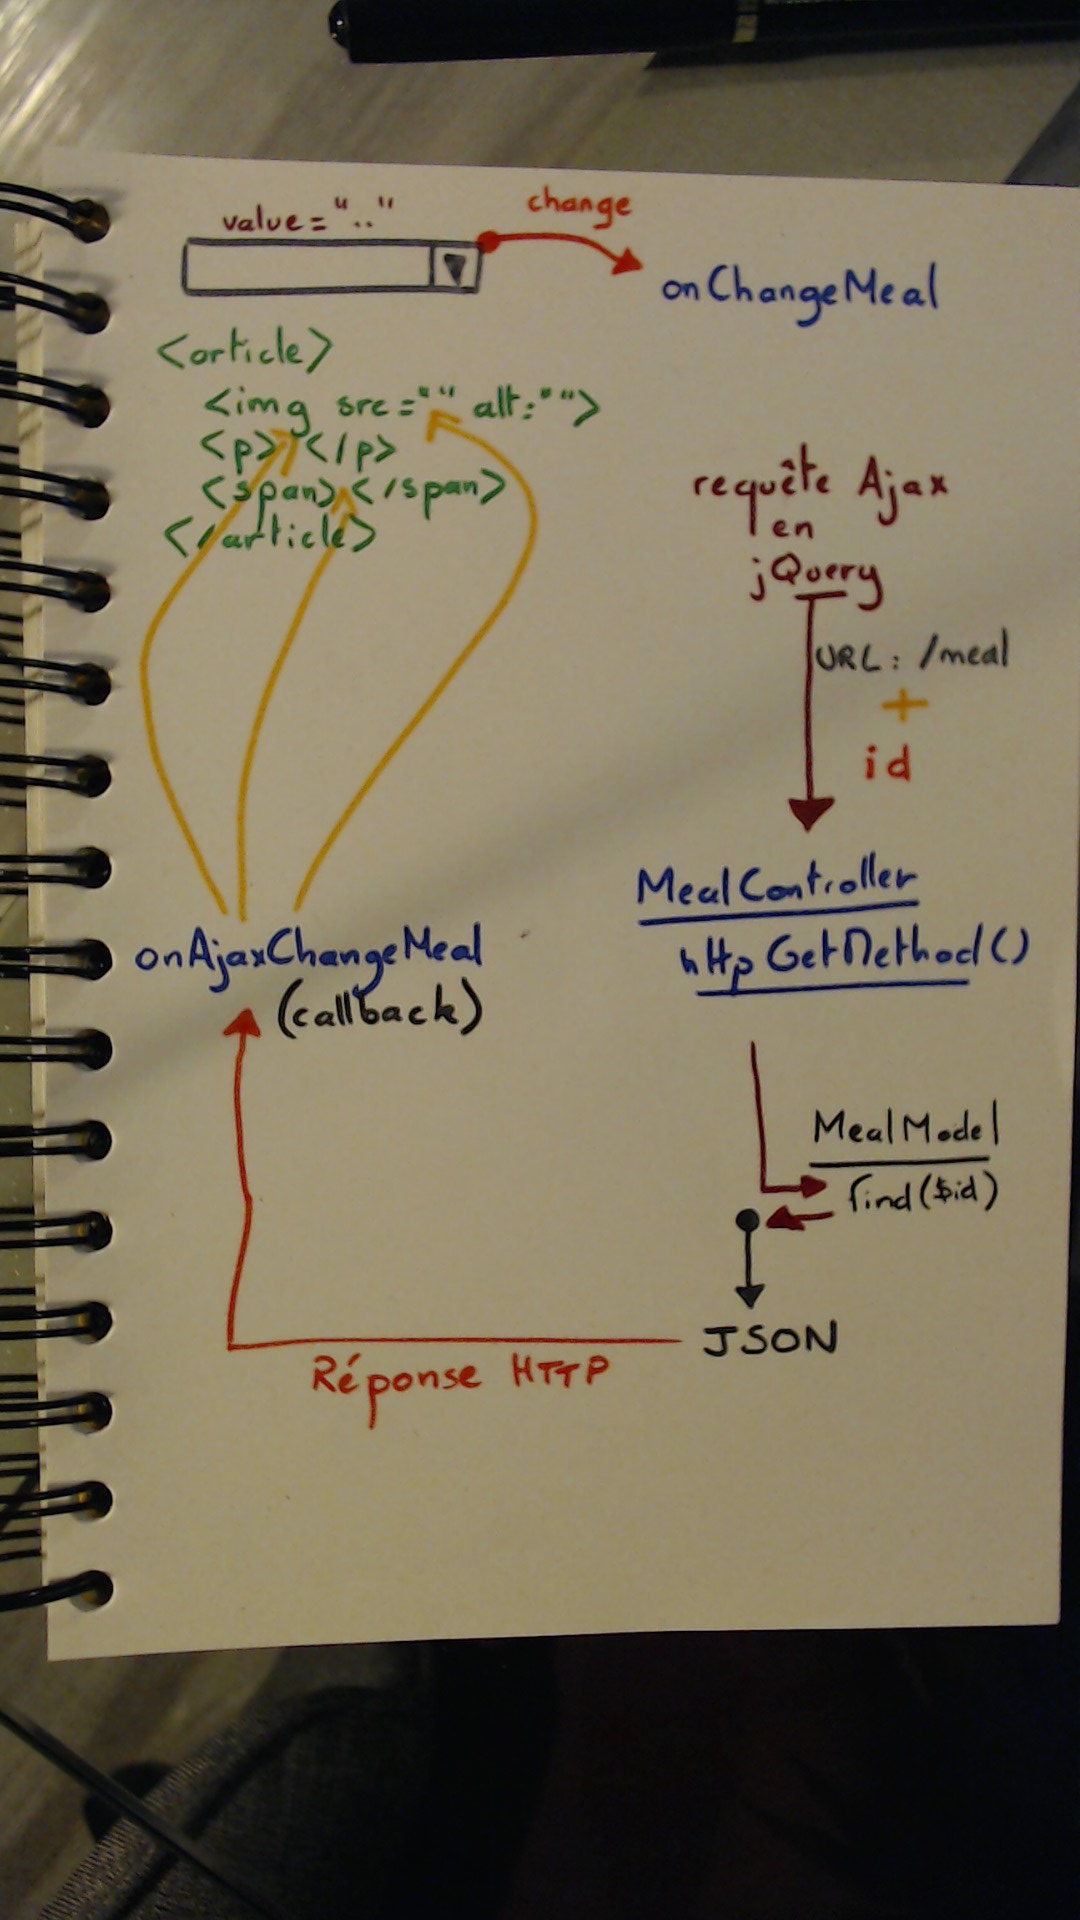 value=".."
change
onChangeMeal
<article>
<img src="" alt:"">
<p> </p>
<span> </span>
</article>
requête Ajax
en
jQuery
URL: /meal
+
id
MealController
httpGetMethod()
onAjaxChangeMeal
(callback)
MealModel
find($id)
JSON
Réponse HTTP